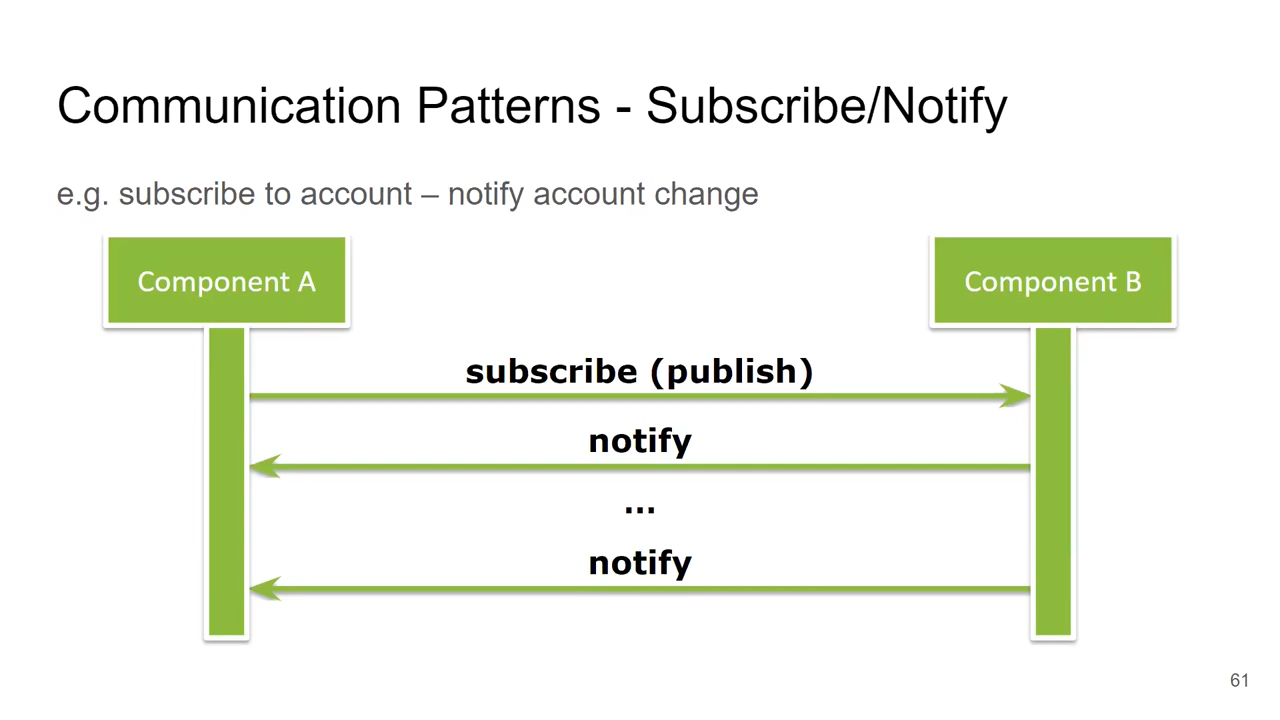 Communication Patterns - Subscribe/Notify
e.g. subscribe to account – notify account change
Component A
Component B
subscribe (publish)
notify
...
notify
61